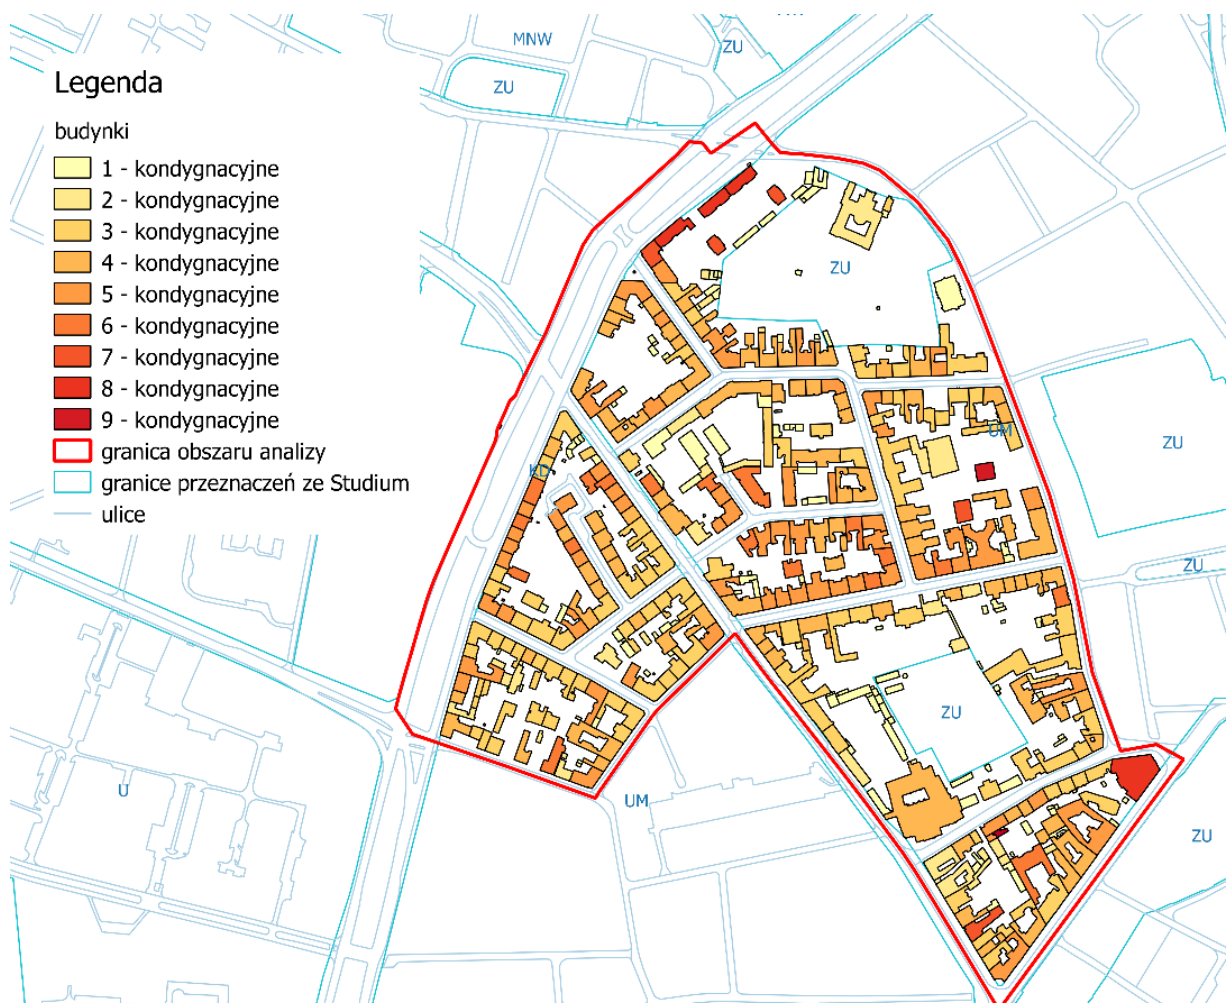 MNW
ZU
ZU
Legenda
budynki
1 - kondygnacyjne
2 - kondygnacyjne
3 - kondygnacyjne
4 - kondygnacyjne
5 - kondygnacyjne
6 - kondygnacyjne
7 - kondygnacyjne
8 - kondygnacyjne
9 - kondygnacyjne
granica obszaru analizy
granice przeznaczeń ze Studium
ulice
ZU
UM
ZU
KD
ZU
ZU
U
UM
ZU